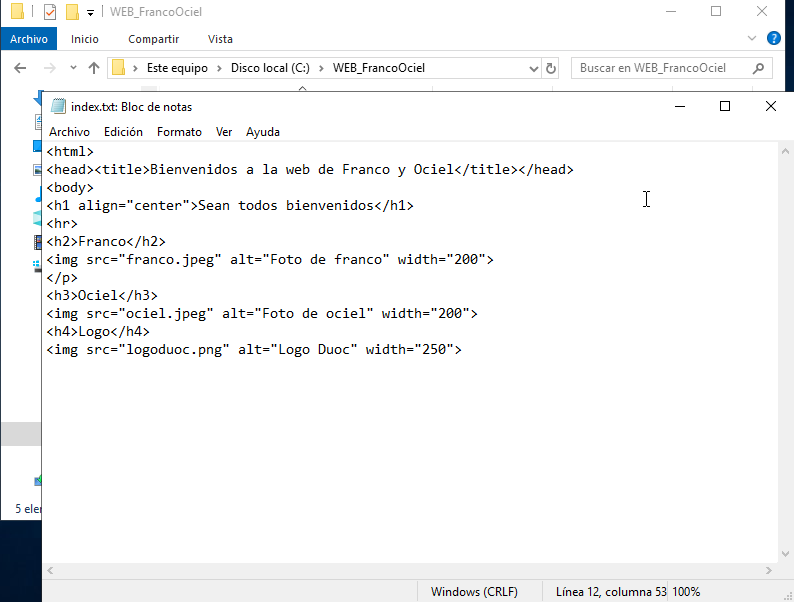 WEB_FrancoOciel
Archivo Inicio Compartir Vista
Este equipo > Disco local (C:) > WEB_FrancoOciel
Buscar en WEB_FrancoOciel
index.txt: Bloc de notas
Archivo Edición Formato Ver Ayuda
<html>
<head><title>Bienvenidos a la web de Franco y Ociel</title></head>
<body>
<h1 align="center">Sean todos bienvenidos</h1>
<hr>
<h2>Franco</h2>
<img src="franco.jpeg" alt="Foto de franco" width="200">
</p>
<h3>Ociel</h3>
<img src="ociel.jpeg" alt="Foto de ociel" width="200">
<h4>Logo</h4>
<img src="logoduoc.png" alt="Logo Duoc" width="250">
5 eler
Windows (CRLF) Línea 12, columna 53 100%